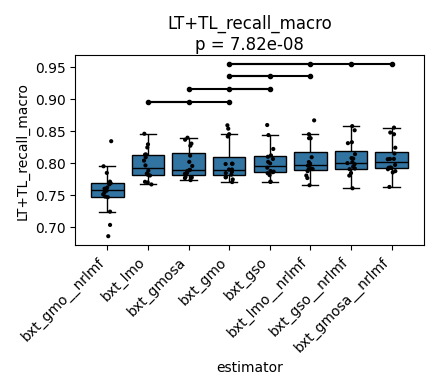 LT+TL_recall_macro
p = 7.82e-08
LT+TL_recall_macro
0.95
0.90
0.85
0.80
0.75
0.70
bxt_gmo__nrlmf
bxt_lmo
bxt_gmosa
bxt_gmo
bxt_gso
bxt_lmo__nrlmf
bxt_gso__nrlmf
bxt_gmosa__nrlmf
estimator